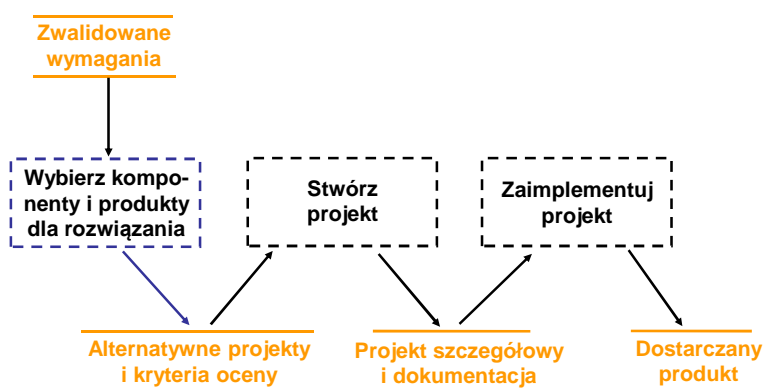 Zwalidowane
wymagania
Wybierz kompo-
nenty i produkty
dla rozwiązania
Stwórz
projekt
Zaimplementuj
projekt
Alternatywne projekty
i kryteria oceny
Projekt szczegółowy
i dokumentacja
Dostarczany
produkt